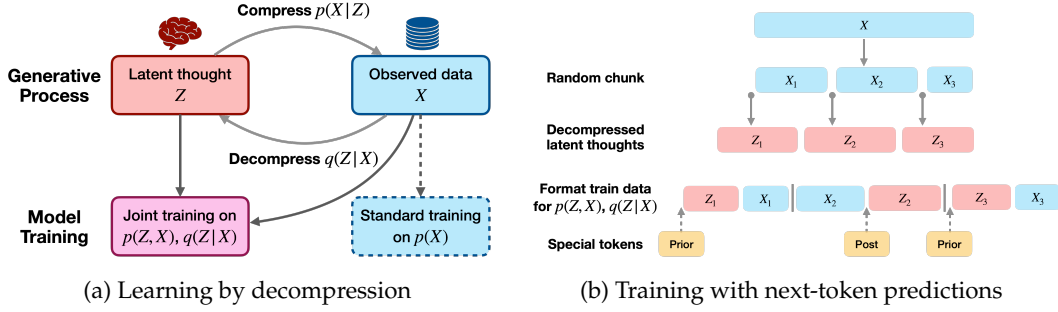 Compress p(X|Z)
Generative
Process
Latent thought
Z
Observed data
X
Decompress q(Z|X)
Model
Training
Joint training on
p(Z, X), q(Z|X)
Standard training
on p(X)
(a) Learning by decompression
X
Random chunk
X₁ X₂ X₃
Decompressed
latent thoughts
Z₁ Z₂ Z₃
Format train data
for p(Z, X), q(Z|X)
Z₁ X₁ X₂ Z₂ Z₃ X₃
Special tokens
Prior Post Prior
(b) Training with next-token predictions